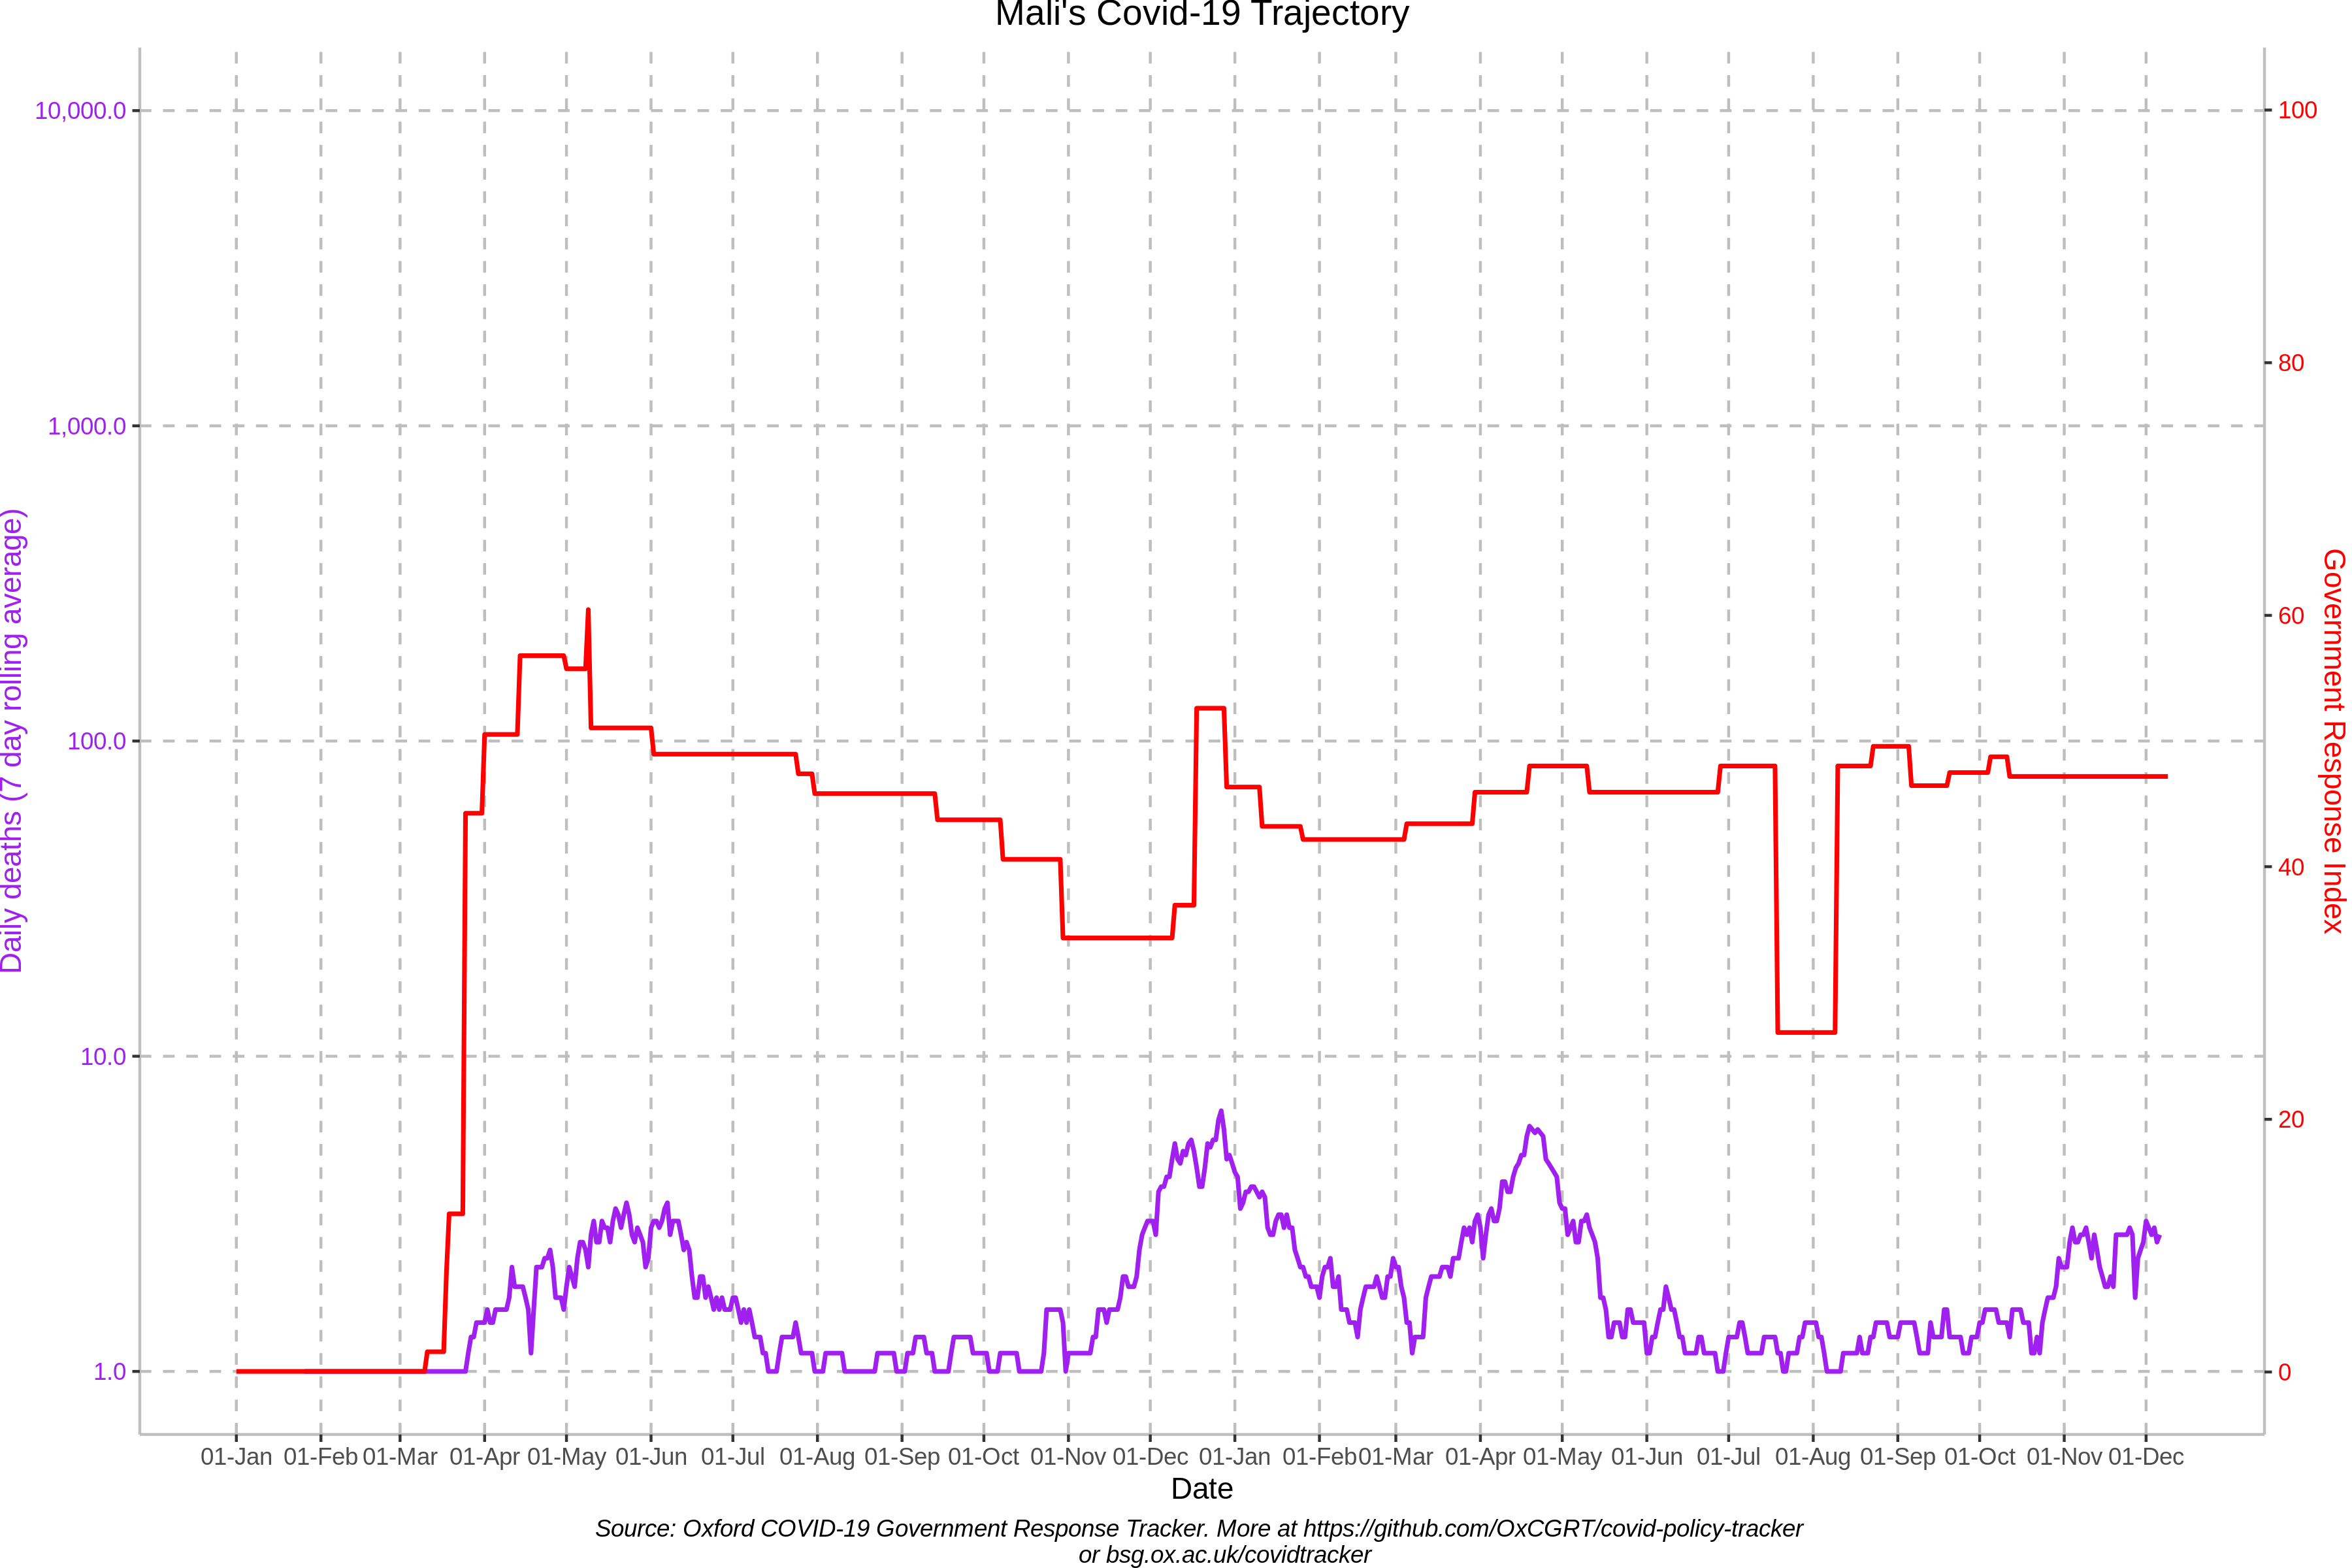 Mali's Covid-19 Trajectory
10,000.0
1,000.0
100.0
10.0
1.0
Daily deaths (7 day rolling average)
100
80
60
40
20
0
Government Response Index
01-Jan 01-Feb 01-Mar 01-Apr 01-May 01-Jun 01-Jul 01-Aug 01-Sep 01-Oct 01-Nov 01-Dec 01-Jan 01-Feb 01-Mar 01-Apr 01-May 01-Jun 01-Jul 01-Aug 01-Sep 01-Oct 01-Nov 01-Dec
Date
Source: Oxford COVID-19 Government Response Tracker. More at https://github.com/OxCGRT/covid-policy-tracker
or bsg.ox.ac.uk/covidtracker